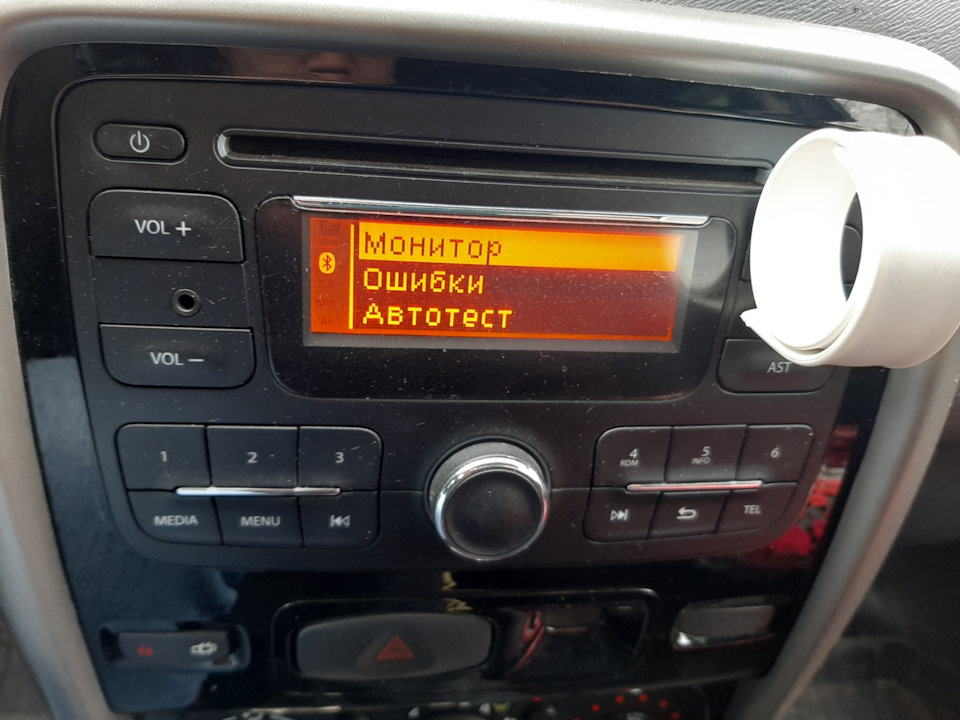 VOL +
Монитор
Ошибки
Автотест
VOL –
AST
1 2 3
4 RDM 5 INFO 6
MEDIA MENU
TEL